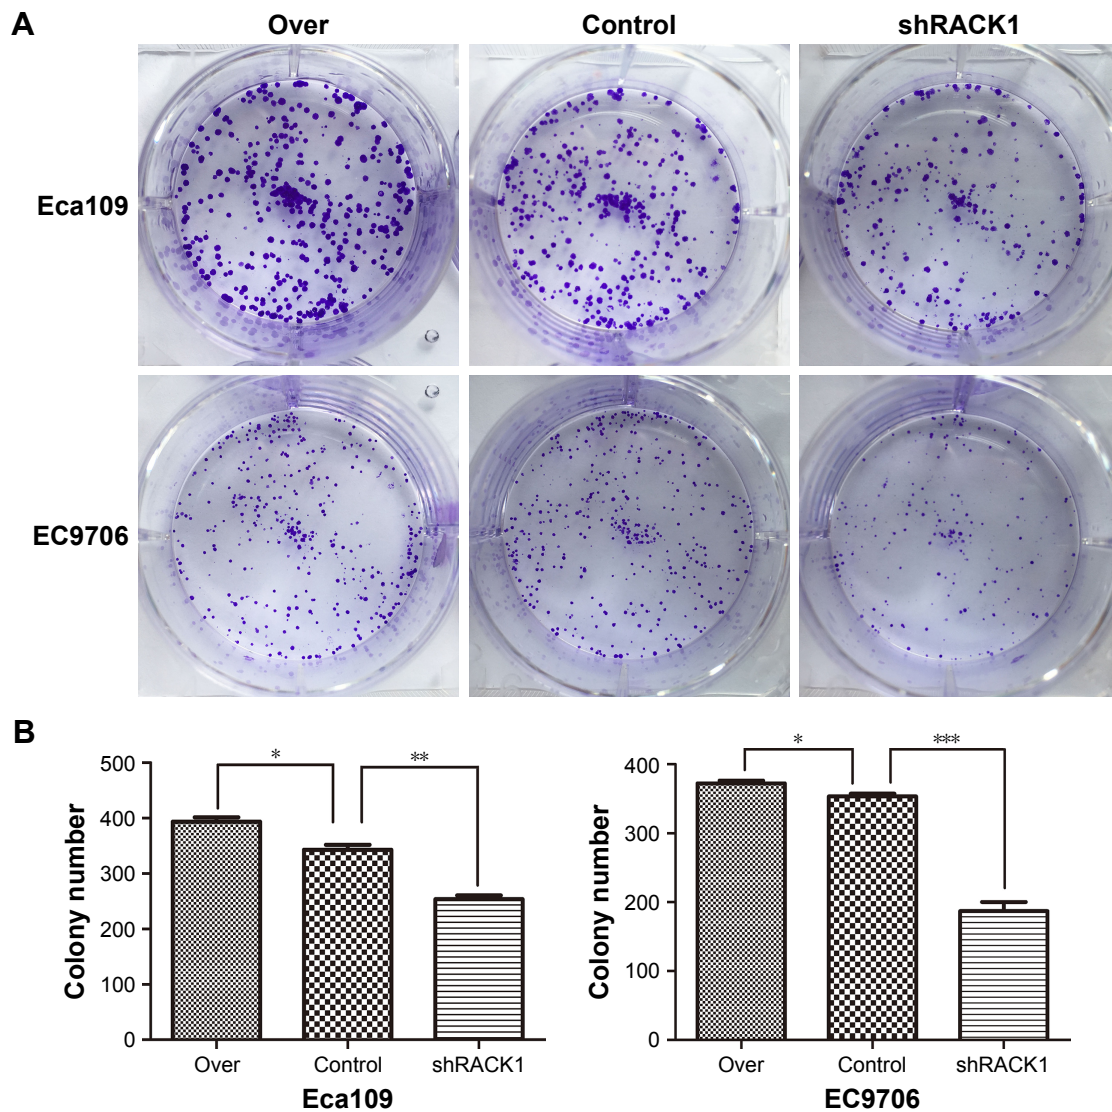 A
Over
Control
shRACK1
Eca109
EC9706
B
Colony number
500
400
300
200
100
0
*
**
Over
Control
shRACK1
Eca109
Colony number
400
300
200
100
0
*
***
Over
Control
shRACK1
EC9706